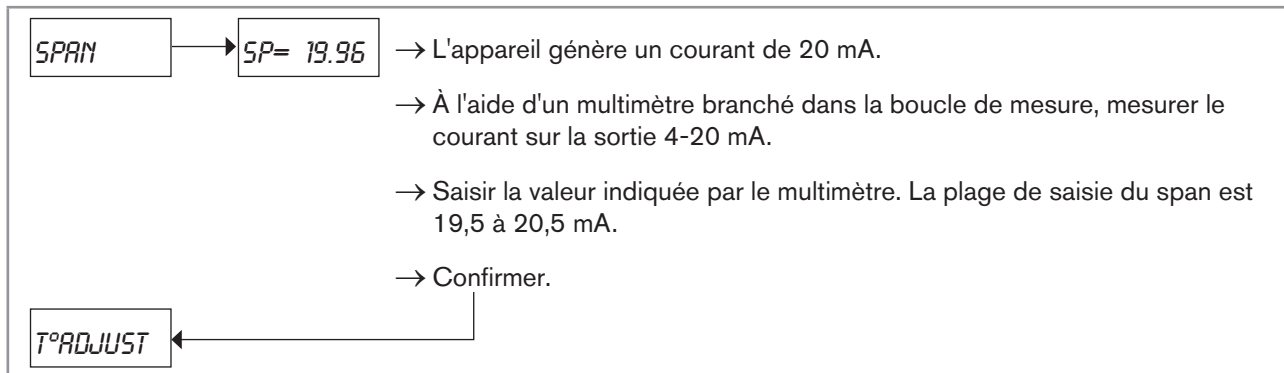 SPAN
SP= 19.96
→ L'appareil génère un courant de 20 mA.
→ À l'aide d'un multimètre branché dans la boucle de mesure, mesurer le
courant sur la sortie 4-20 mA.
→ Saisir la valeur indiquée par le multimètre. La plage de saisie du span est
19,5 à 20,5 mA.
→ Confirmer.
T°ADJUST